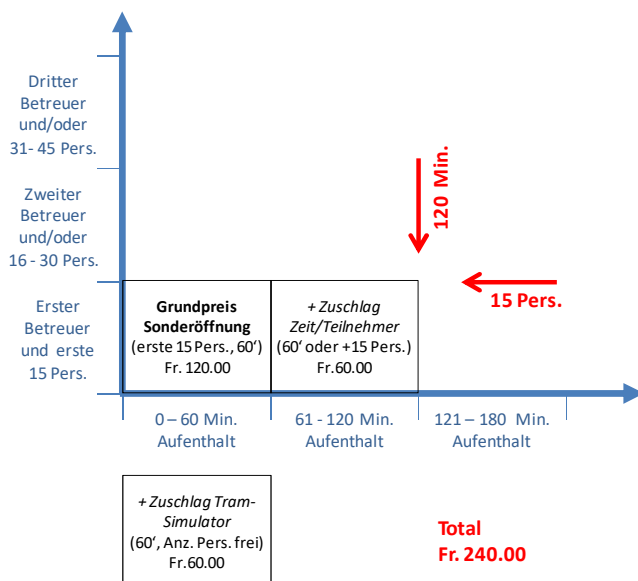 Dritter
Betreuer
und/oder
31- 45 Pers.
Zweiter
Betreuer
und/oder
16 - 30 Pers.
Erster
Betreuer
und erste
15 Pers.
120 Min.
15 Pers.
Grundpreis
Sonderöffnung
(erste 15 Pers., 60‘)
Fr. 120.00
+ Zuschlag
Zeit/Teilnehmer
(60‘ oder +15 Pers.)
Fr.60.00
0 – 60 Min.
Aufenthalt
61 - 120 Min.
Aufenthalt
121 – 180 Min.
Aufenthalt
+ Zuschlag Tram-
Simulator
(60‘, Anz. Pers. frei)
Fr.60.00
Total
Fr. 240.00